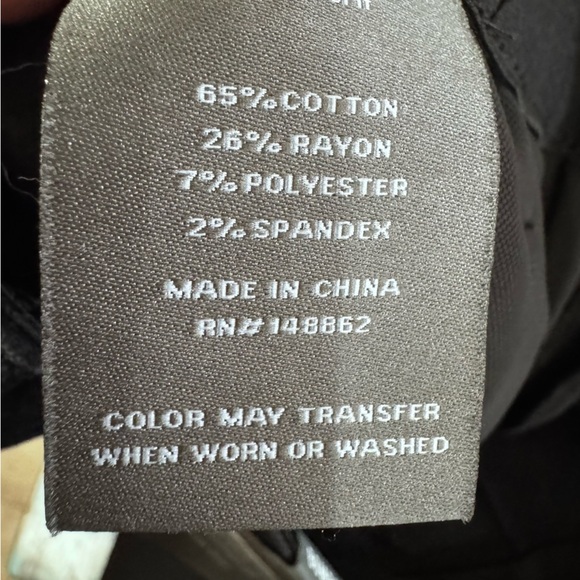 65% COTTON
26% RAYON
7% POLYESTER
2% SPANDEX
MADE IN CHINA
RN# 148862
COLOR MAY TRANSFER
WHEN WORN OR WASHED